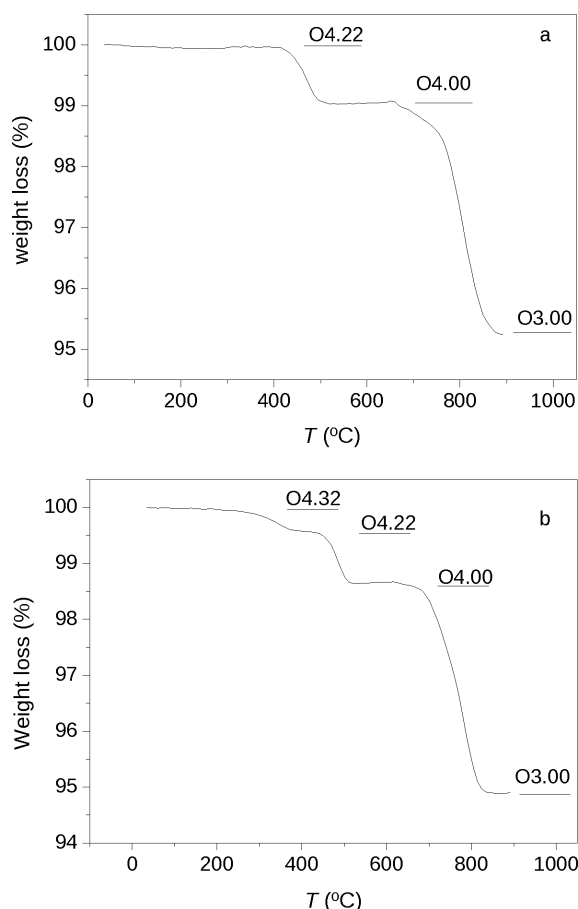 100
O4.22
a
99
O4.00
98
weight loss (%)
97
96
O3.00
95
0 200 400 600 800 1000
T (ºC)
100
O4.32
b
O4.22
99
O4.00
98
Weight loss (%)
97
96
95
O3.00
94
0 200 400 600 800 1000
T (ºC)